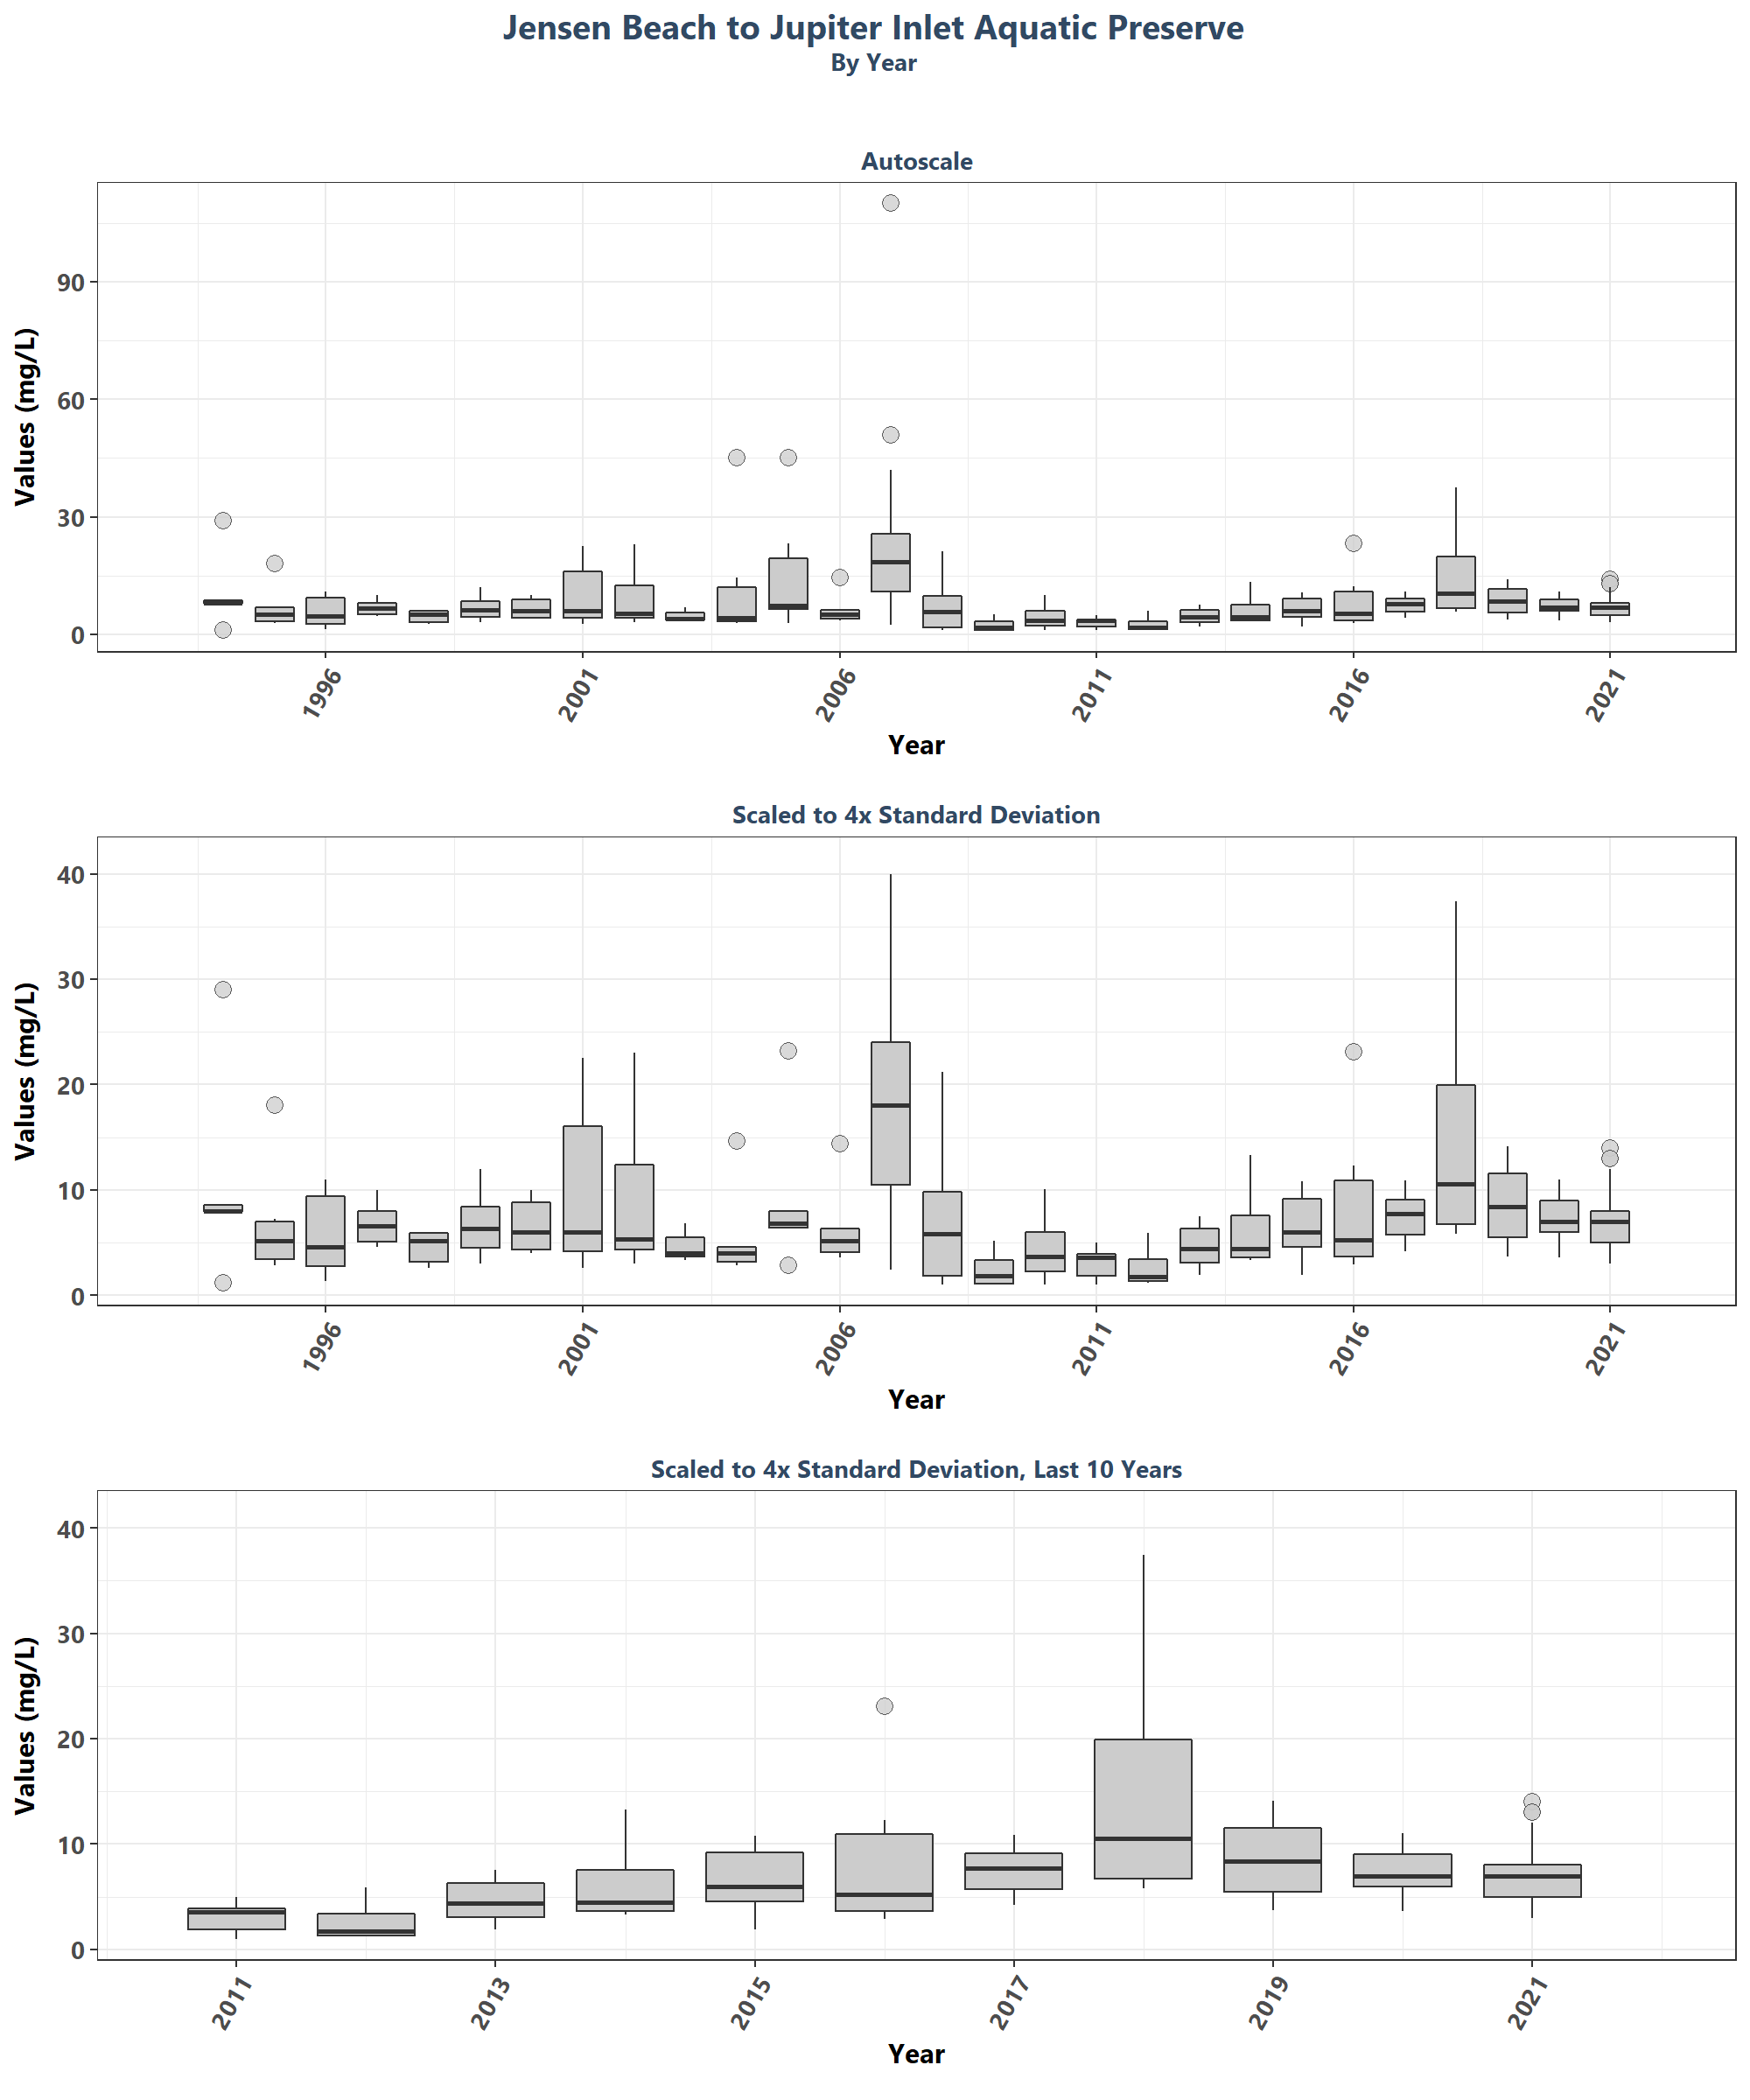 Jensen Beach to Jupiter Inlet Aquatic Preserve
By Year
Autoscale
Values (mg/L)
90
60
30
0
1996
2001
2006
2011
2016
2021
Year
Scaled to 4x Standard Deviation
Values (mg/L)
40
30
20
10
0
1996
2001
2006
2011
2016
2021
Year
Scaled to 4x Standard Deviation, Last 10 Years
Values (mg/L)
40
30
20
10
0
2011
2013
2015
2017
2019
2021
Year